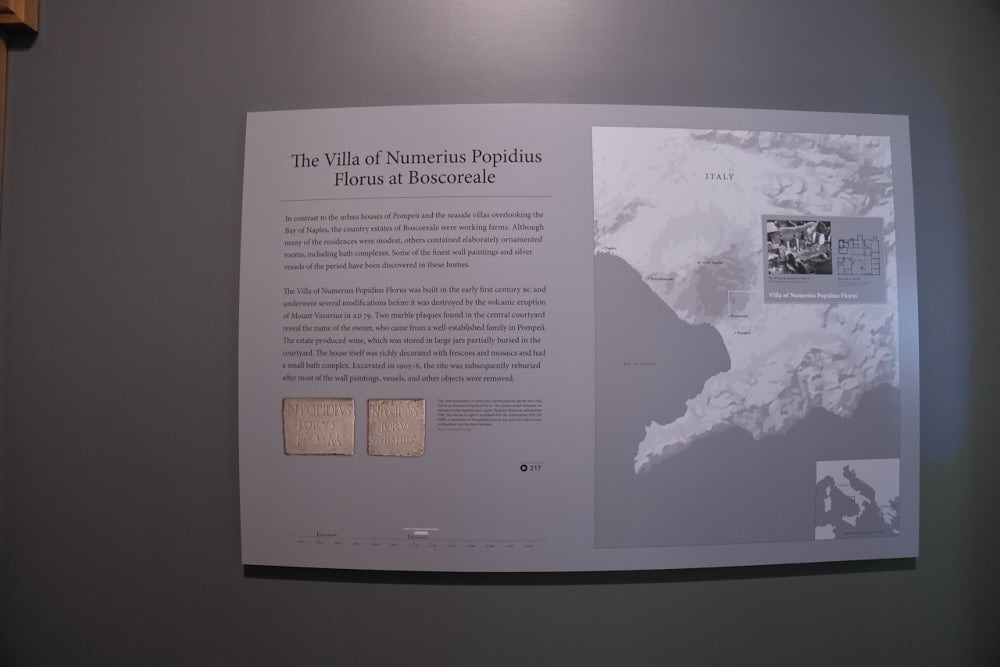 The Villa of Numerius Popidius
Florus at Boscoreale
In contrast to the urban houses of Pompeii and the seaside villas overlooking the
Bay of Naples, the country estates of Boscoreale were working farms. Although
many of the residences were modest, others contained elaborately ornamented
rooms, including bath complexes. Some of the finest wall paintings and silver
vessels of the period have been discovered in these homes.
The Villa of Numerius Popidius Florus was built in the early first century BC and
underwent several modifications before it was destroyed by the volcanic eruption
of Mount Vesuvius in AD 79. Two marble plaques found in the central courtyard
reveal the name of the owner, who came from a well-established family in Pompeii.
The estate produced wine, which was stored in large jars partially buried in the
courtyard. The house itself was richly decorated with frescoes and mosaics and had
a small bath complex. Excavated in 1905–6, the site was subsequently reburied
after most of the wall paintings, vessels, and other objects were removed.
N POPIDIVS
FLORVS
217
ITALY
Naples
Herculaneum
Mount Vesuvius
Boscoreale
Pompeii
BAY OF NAPLES
Villa of Numerius Popidius Florus